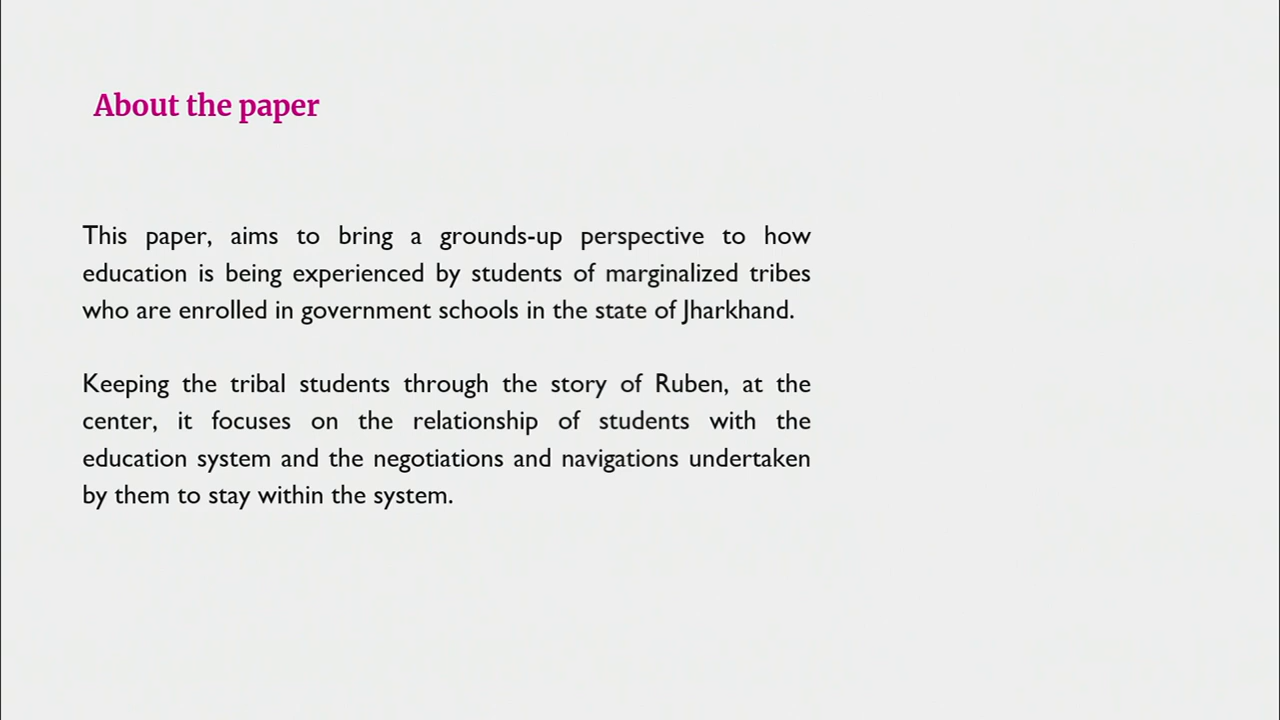 About the paper
This paper, aims to bring a grounds-up perspective to how
education is being experienced by students of marginalized tribes
who are enrolled in government schools in the state of Jharkhand.
Keeping the tribal students through the story of Ruben, at the
center, it focuses on the relationship of students with the
education system and the negotiations and navigations undertaken
by them to stay within the system.